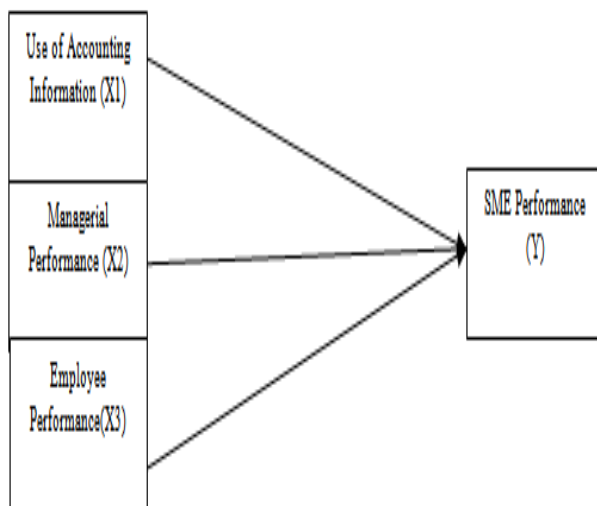 Use of Accounting
Information (X1)
Managerial
Performance (X2)
Employee
Performance(X3)
SME Performance
(Y)